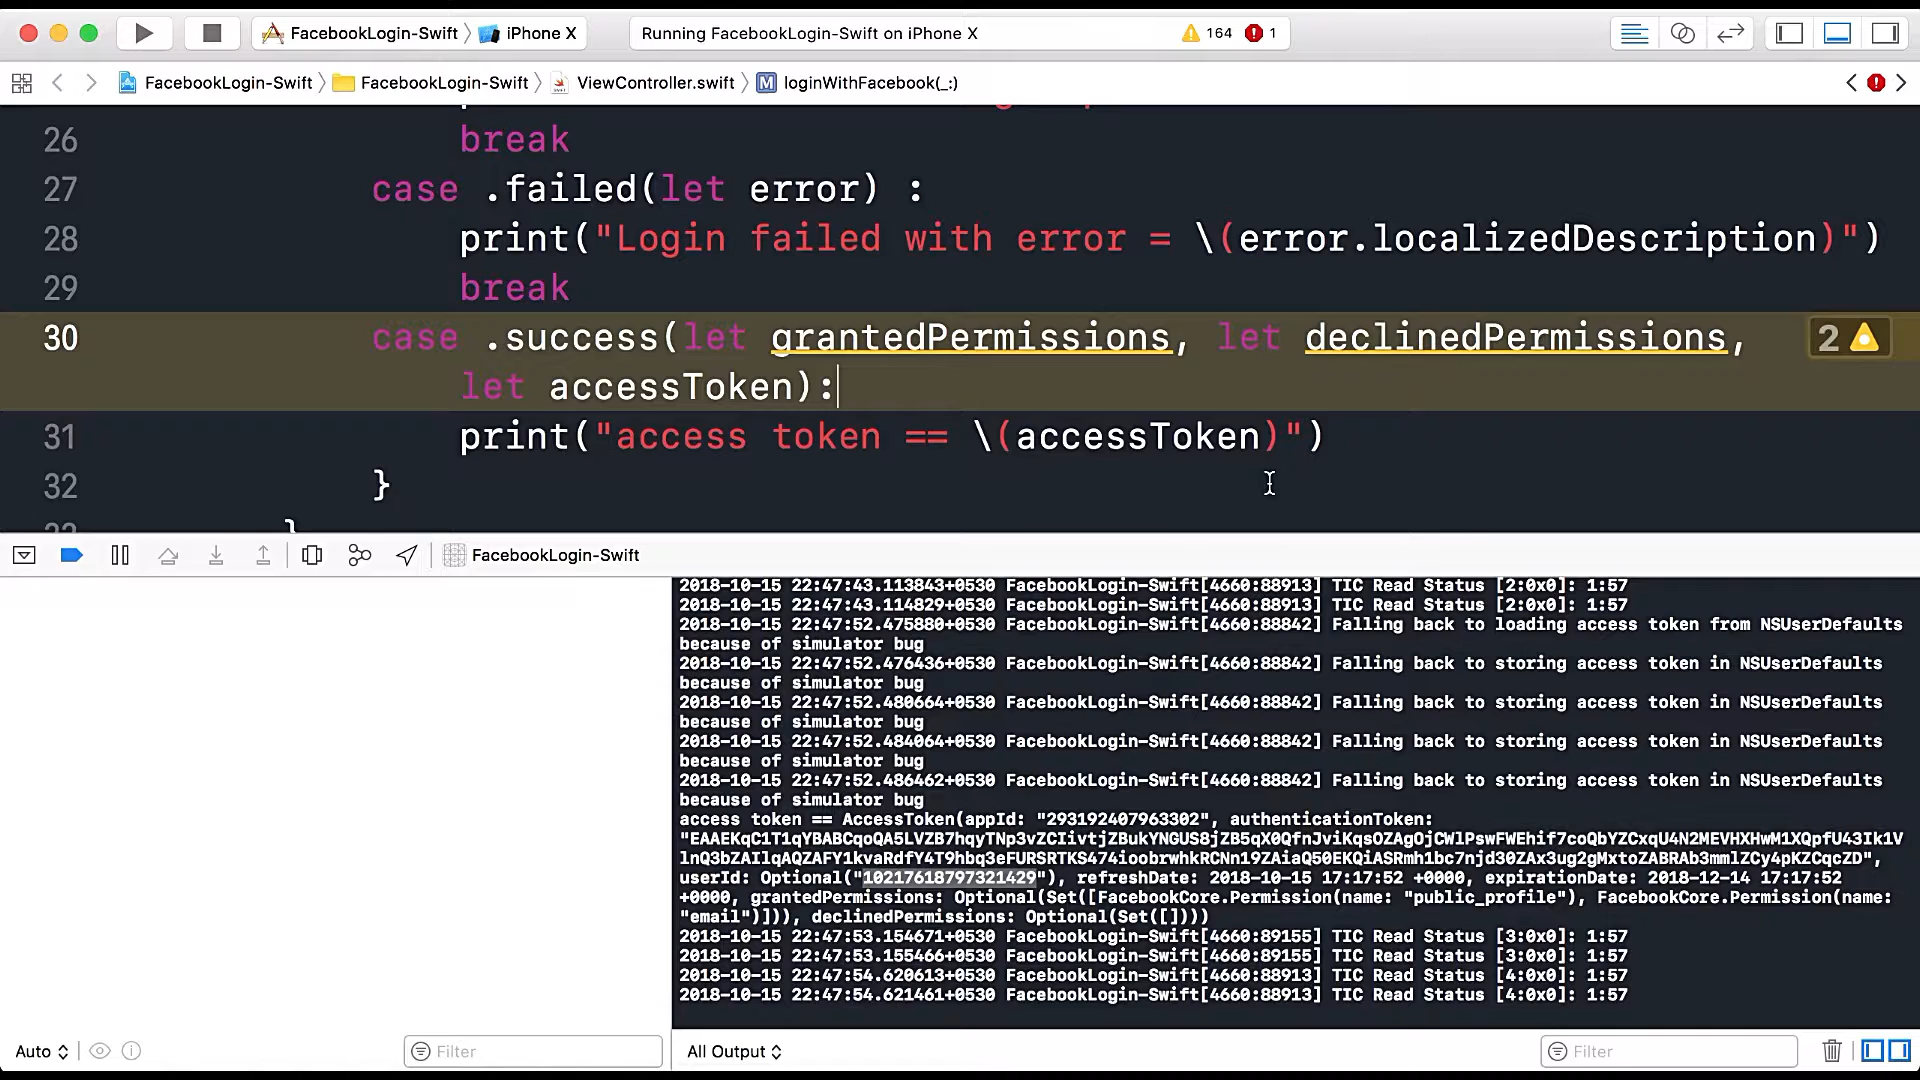 FacebookLogin-Swift iPhone X Running FacebookLogin-Swift on iPhone X 164 1
FacebookLogin-Swift FacebookLogin-Swift ViewController.swift M loginWithFacebook(_:)
26 break
27 case .failed(let error) :
28 print("Login failed with error = \(error.localizedDescription)")
29 break
30 case .success(let grantedPermissions, let declinedPermissions, 2
let accessToken):
31 print("access token == \(accessToken)")
32 }
}
FacebookLogin-Swift
2018-10-15 22:47:43.113843+0530 FacebookLogin-Swift[4660:88913] TIC Read Status [2:0x0]: 1:57
2018-10-15 22:47:43.114829+0530 FacebookLogin-Swift[4660:88913] TIC Read Status [2:0x0]: 1:57
2018-10-15 22:47:52.475880+0530 FacebookLogin-Swift[4660:88842] Falling back to loading access token from NSUserDefaults
because of simulator bug
2018-10-15 22:47:52.476436+0530 FacebookLogin-Swift[4660:88842] Falling back to storing access token in NSUserDefaults
because of simulator bug
2018-10-15 22:47:52.480664+0530 FacebookLogin-Swift[4660:88842] Falling back to storing access token in NSUserDefaults
because of simulator bug
2018-10-15 22:47:52.484064+0530 FacebookLogin-Swift[4660:88842] Falling back to storing access token in NSUserDefaults
because of simulator bug
2018-10-15 22:47:52.486462+0530 FacebookLogin-Swift[4660:88842] Falling back to storing access token in NSUserDefaults
because of simulator bug
access token == AccessToken(appId: "293192407963302", authenticationToken:
userId: Optional("10217618797321429"), refreshDate: 2018-10-15 17:17:52 +0000, expirationDate: 2018-12-14 17:17:52
+0000, grantedPermissions: Optional(Set([FacebookCore.Permission(name: "public_profile"), FacebookCore.Permission(name:
"email")])), declinedPermissions: Optional(Set([])))
2018-10-15 22:47:53.154671+0530 FacebookLogin-Swift[4660:89155] TIC Read Status [3:0x0]: 1:57
2018-10-15 22:47:53.155466+0530 FacebookLogin-Swift[4660:89155] TIC Read Status [3:0x0]: 1:57
2018-10-15 22:47:54.620613+0530 FacebookLogin-Swift[4660:88913] TIC Read Status [4:0x0]: 1:57
2018-10-15 22:47:54.621461+0530 FacebookLogin-Swift[4660:88913] TIC Read Status [4:0x0]: 1:57
Auto Filter All Output Filter